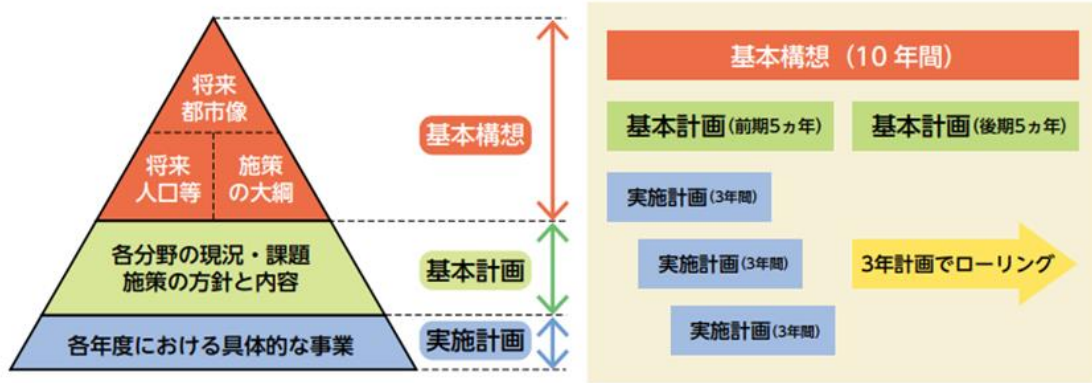 将来
都市像
将来
人口等
施策
の大綱
各分野の現況・課題
施策の方針と内容
各年度における具体的な事業
基本構想
基本計画
実施計画
基本構想（10年間）
基本計画(前期5ヵ年)
基本計画(後期5ヵ年)
実施計画(3年間)
実施計画(3年間)
実施計画(3年間)
3年計画でローリング